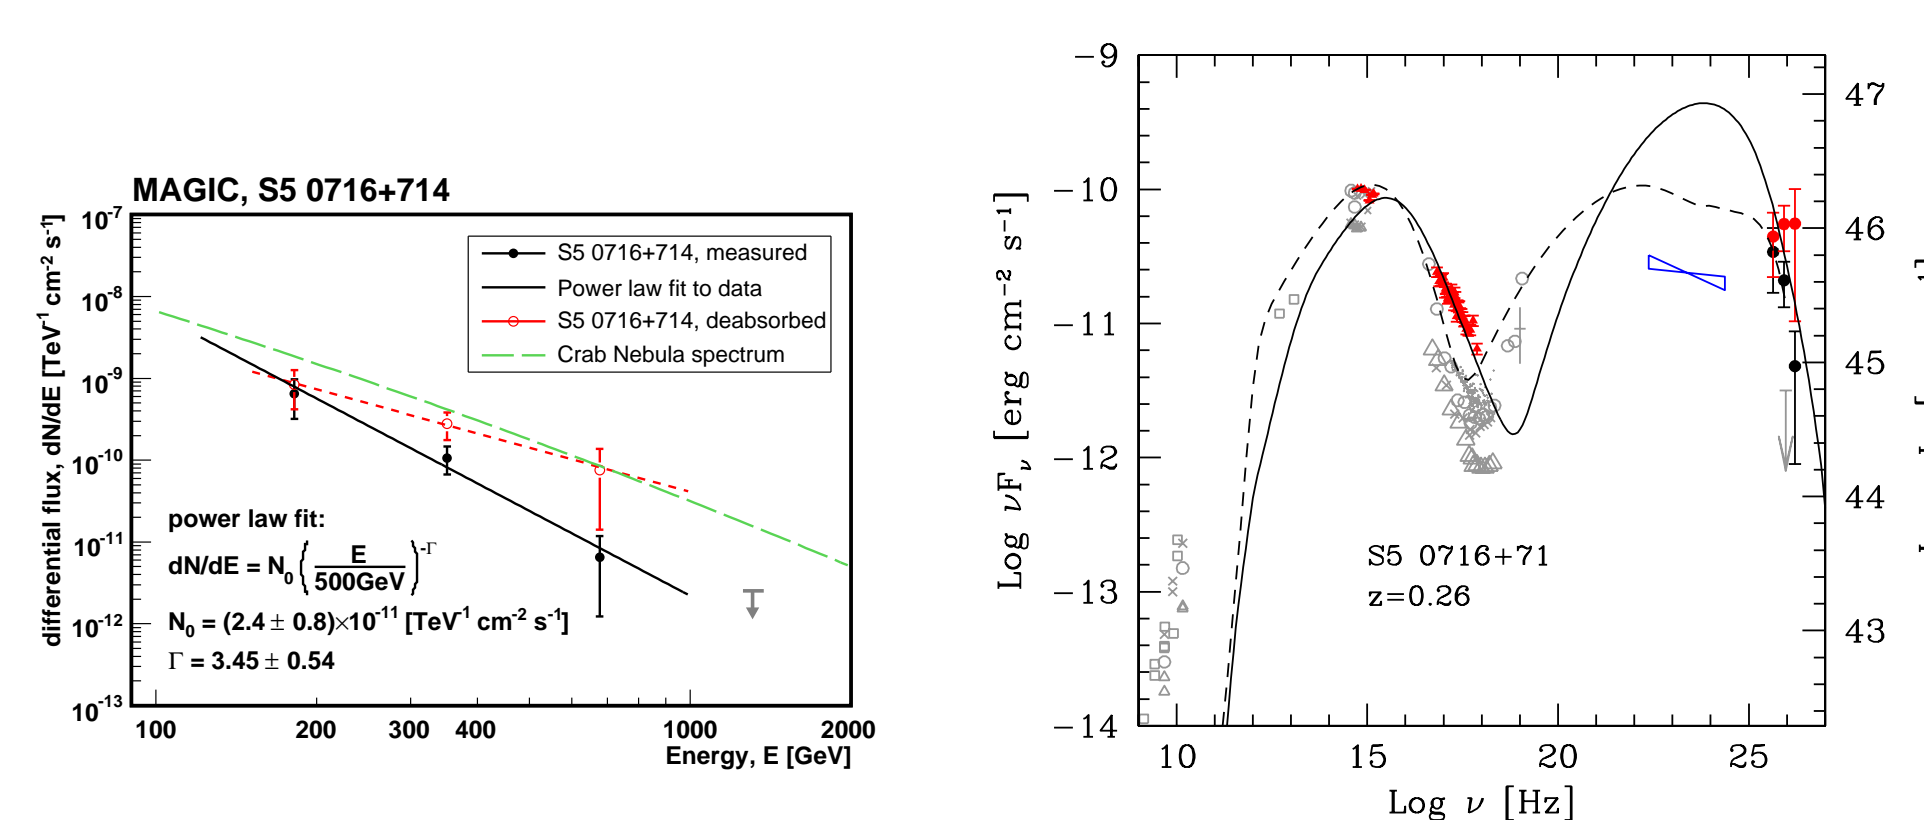 MAGIC, S5 0716+714
differential flux, dN/dE [TeV⁻¹ cm⁻² s⁻¹]
10⁻⁷
10⁻⁸
10⁻⁹
10⁻¹⁰
10⁻¹¹
10⁻¹²
10⁻¹³
S5 0716+714, measured
Power law fit to data
S5 0716+714, deabsorbed
Crab Nebula spectrum
power law fit:
dN/dE = N₀ { E / 500GeV }^-Γ
N₀ = (2.4 ± 0.8)×10⁻¹¹ [TeV⁻¹ cm⁻² s⁻¹]
Γ = 3.45 ± 0.54
100 200 300 400 1000 2000
Energy, E [GeV]
Log νFν [erg cm⁻² s⁻¹]
−9
−10
−11
−12
−13
−14
47
46
45
44
43
S5 0716+71
z=0.26
10 15 20 25
Log ν [Hz]